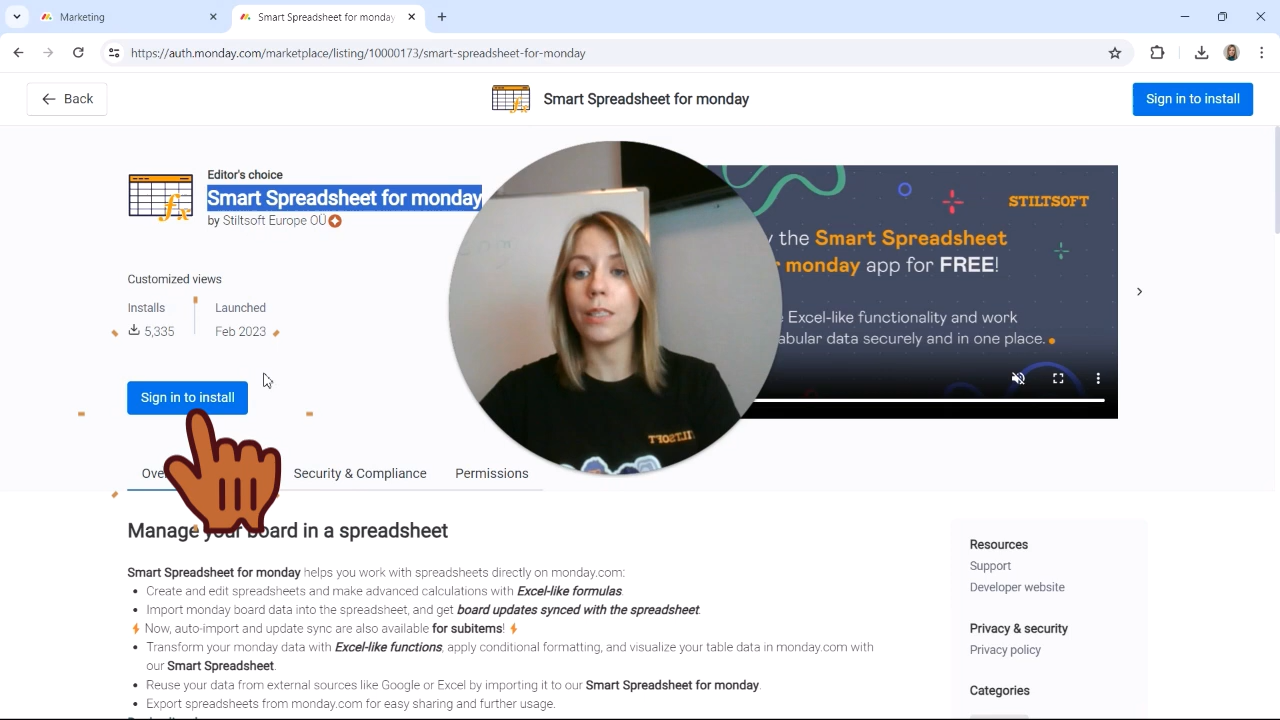 Marketing
Smart Spreadsheet for monday
https://auth.monday.com/marketplace/listing/10000173/smart-spreadsheet-for-monday
Back
Smart Spreadsheet for monday
Sign in to install
Editor's choice
Smart Spreadsheet for monday
by Stiltsoft Europe OÜ
STILTSOFT
the Smart Spreadsheet
monday app for FREE!
Excel-like functionality and work
data securely and in one place.
Customized views
Installs
Launched
5,335
Feb 2023
Sign in to install
Security & Compliance
Permissions
Manage your board in a spreadsheet
Smart Spreadsheet for monday helps you work with spreadsheets directly on monday.com:
• Create and edit spreadsheets and make advanced calculations with Excel-like formulas.
• Import monday board data into the spreadsheet, and get board updates synced with the spreadsheet.
⚡ Now, auto-import and update sync are also available for subitems! ⚡
• Transform your monday data with Excel-like functions, apply conditional formatting, and visualize your table data in monday.com with
our Smart Spreadsheet.
• Reuse your data from external sources like Google or Excel by importing it to our Smart Spreadsheet for monday.
• Export spreadsheets from monday.com for easy sharing and further usage.
Resources
Support
Developer website
Privacy & security
Privacy policy
Categories